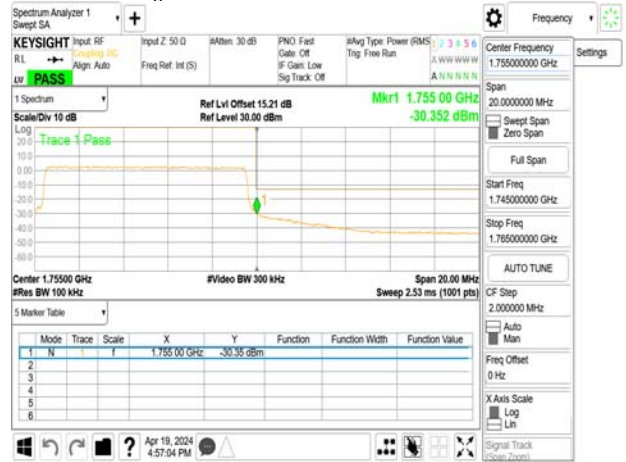 Spectrum Analyzer 1
Swept SA
+
Frequency
KEYSIGHT Input: RF Input Z: 50 Ω #Atten: 30 dB PNO: Fast #Avg Type: Power (RMS 1 2 3 4 5 6
RL Coupling: DC Gate: Off Trig: Free Run A W W W W W
Align: Auto Freq Ref: Int (S) IF Gain: Low
LV PASS Sig Track: Off A N N N N N
1 Spectrum Ref Lvl Offset 15.21 dB Mkr1 1.755 00 GHz
Scale/Div 10 dB Ref Level 30.00 dBm -30.352 dBm
Log
Trace 1 Pass
20.0
10.0
0.00
-10.0
-20.0
-30.0
-40.0
-50.0
-60.0
1
Center 1.75500 GHz #Video BW 300 kHz Span 20.00 MHz
#Res BW 100 kHz Sweep 2.53 ms (1001 pts)
5 Marker Table
Mode Trace Scale X Y Function Function Width Function Value
1 N 1 f 1.755 00 GHz -30.35 dBm
2
3
4
5
6
Apr 19, 2024
4:57:04 PM
?
Center Frequency
1.755000000 GHz
Settings
Span
20.0000000 MHz
Swept Span
Zero Span
Full Span
Start Freq
1.745000000 GHz
Stop Freq
1.765000000 GHz
AUTO TUNE
CF Step
2.000000 MHz
Auto
Man
Freq Offset
0 Hz
X Axis Scale
Log
Lin
Signal Track
(Span Zoom)